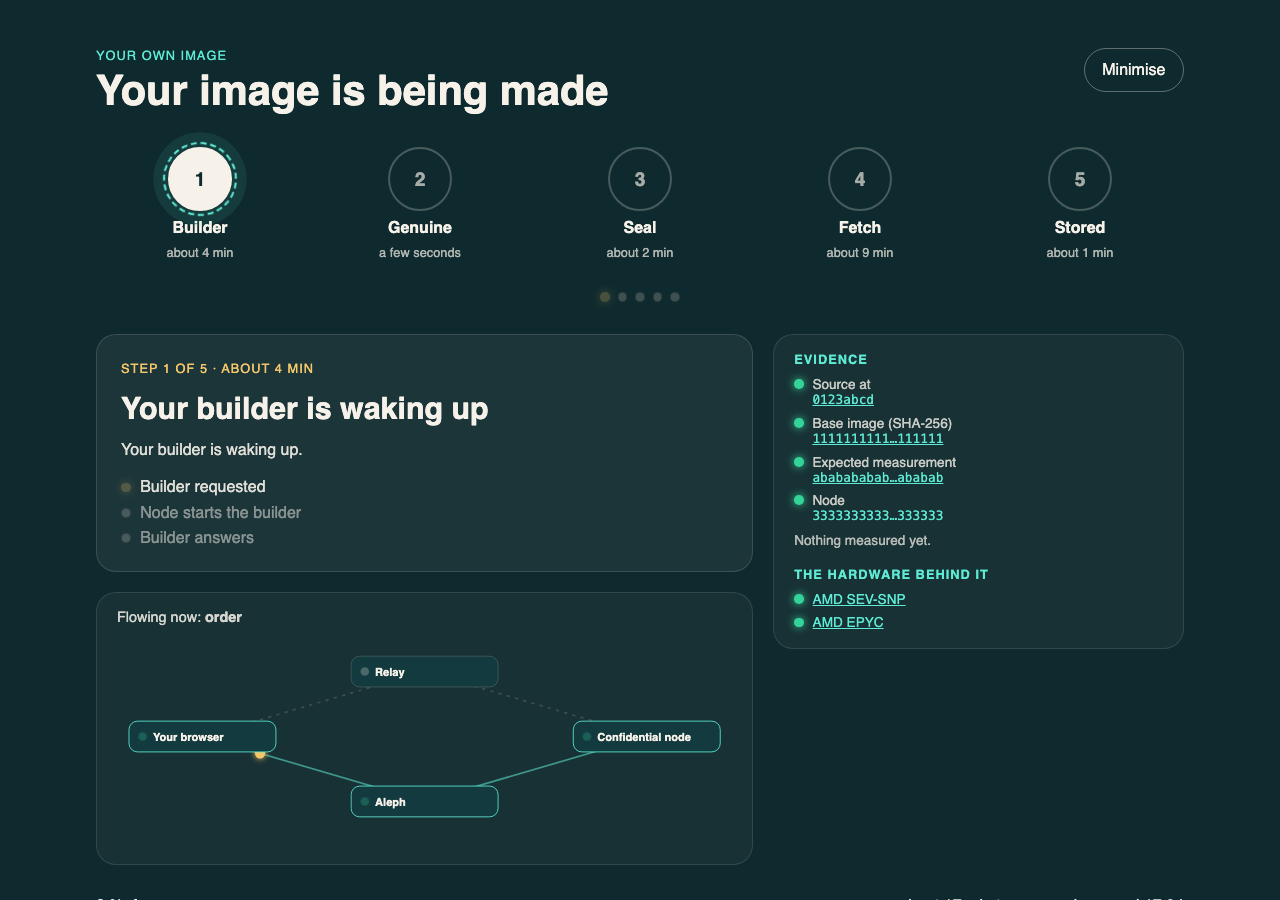 YOUR OWN IMAGE
Your image is being made
Minimise
1
2
3
4
5
Builder
Genuine
Seal
Fetch
Stored
about 4 min
a few seconds
about 2 min
about 9 min
about 1 min
STEP 1 OF 5 · ABOUT 4 MIN
Your builder is waking up
Your builder is waking up.
Builder requested
Node starts the builder
Builder answers
EVIDENCE
Source at
0123abcd
Base image (SHA-256)
1111111111…111111
Expected measurement
ababababab…ababab
Node
3333333333…333333
Nothing measured yet.
THE HARDWARE BEHIND IT
AMD SEV-SNP
AMD EPYC
Flowing now: order
Relay
Your browser
Confidential node
Aleph